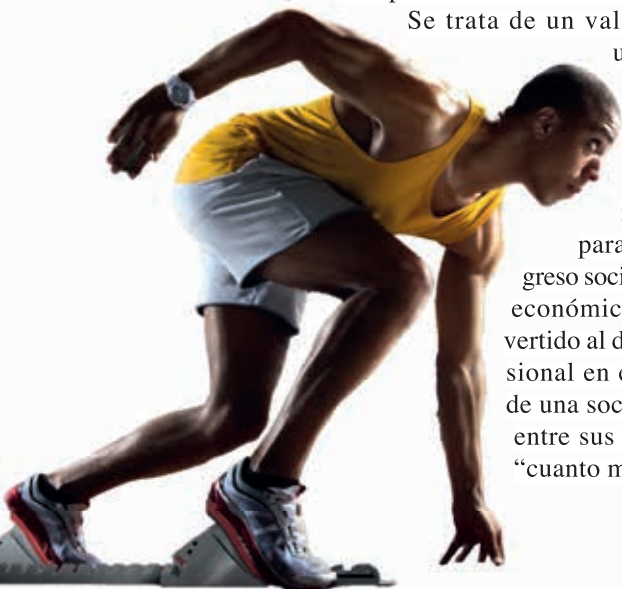 Se trata de un val
u
para
greso soci
económic
vertido al d
sional en
de una soc
entre sus
“cuanto m